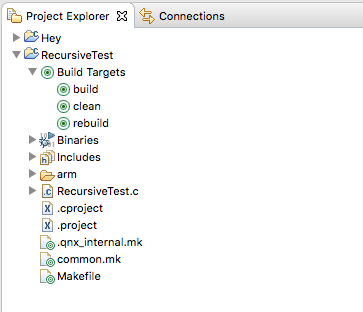 Project Explorer Connections
Hey
RecursiveTest
Build Targets
build
clean
rebuild
Binaries
Includes
arm
RecursiveTest.c
.cproject
.project
.qnx_internal.mk
common.mk
Makefile